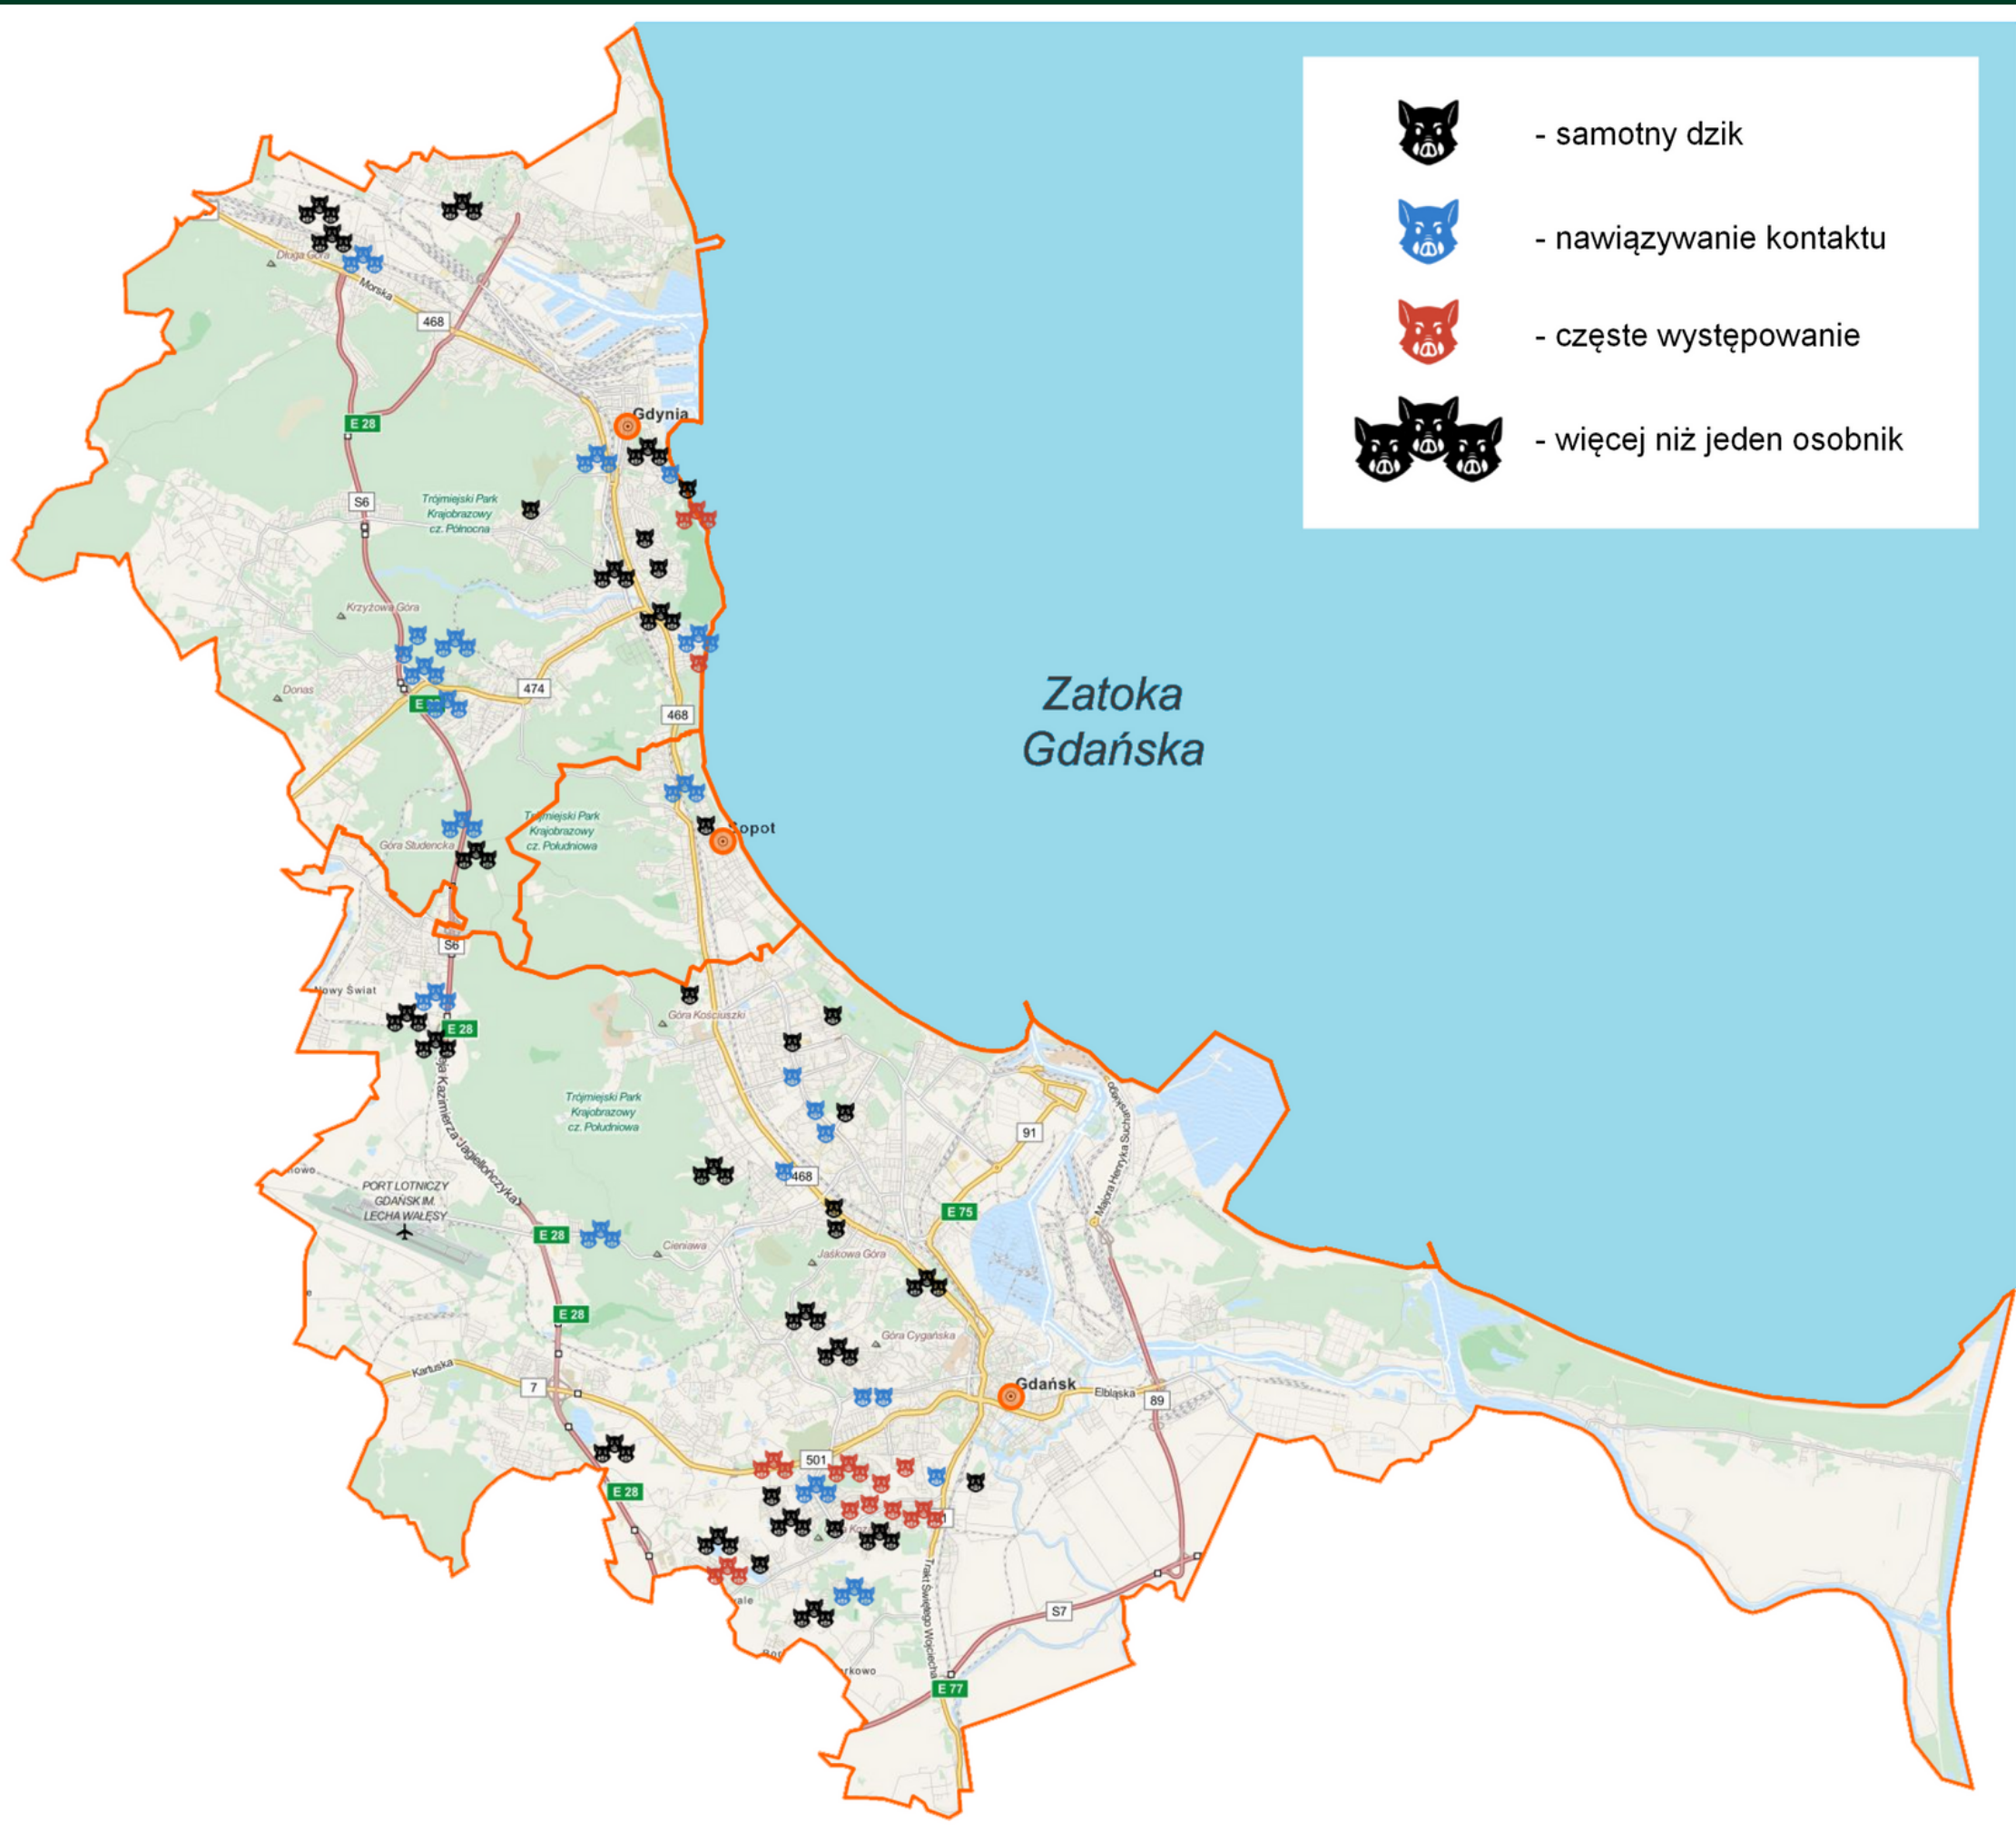 - samotny dzik
- nawiązywanie kontaktu
- częste występowanie
- więcej niż jeden osobnik
Długa Góra
Morska
468
Gdynia
E 28
S6
Trójmiejski Park
Krajobrazowy
cz. Północna
Krzyżowa Góra
Donas
474
468
Zatoka
Gdańska
Trójmiejski Park
Krajobrazowy
cz. Południowa
Sopot
Góra Studencka
S6
Nowy Świat
E 28
Góra Kościuszki
Trójmiejski Park
Krajobrazowy
cz. Południowa
91
Majora Henryka Sucharskiego
Kazimierza Jagiellończyka
468
PORT LOTNICZY
GDAŃSK IM.
LECHA WAŁĘSY
E 28
E 75
Cieniawa
Jaśkowa Góra
E 28
Góra Cygańska
Kartuska
7
Gdańsk
Elbląska
89
501
E 28
Trakt Świętego Wojciecha
S7
E 77